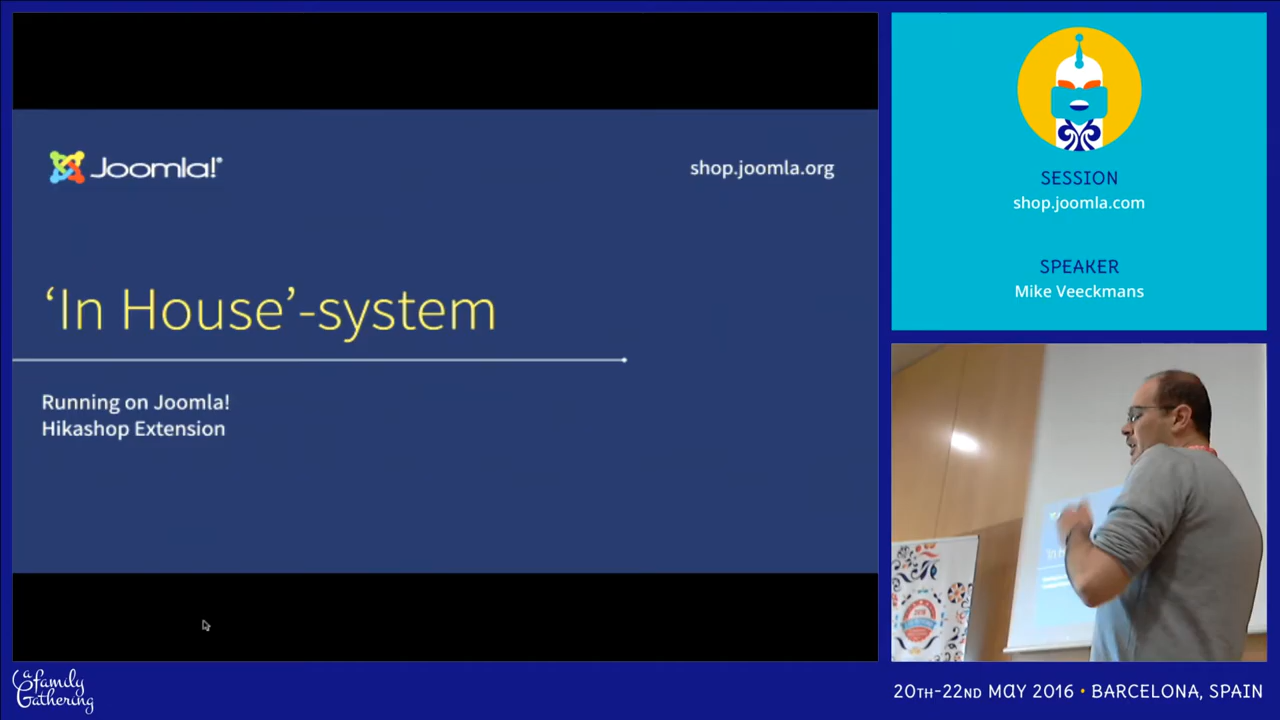 Joomla!®
shop.joomla.org
‘In House’-system
Running on Joomla!
Hikashop Extension
SESSION
shop.joomla.com
SPEAKER
Mike Veeckmans
a family
Gathering
20TH-22ND MAY 2016 • BARCELONA, SPAIN